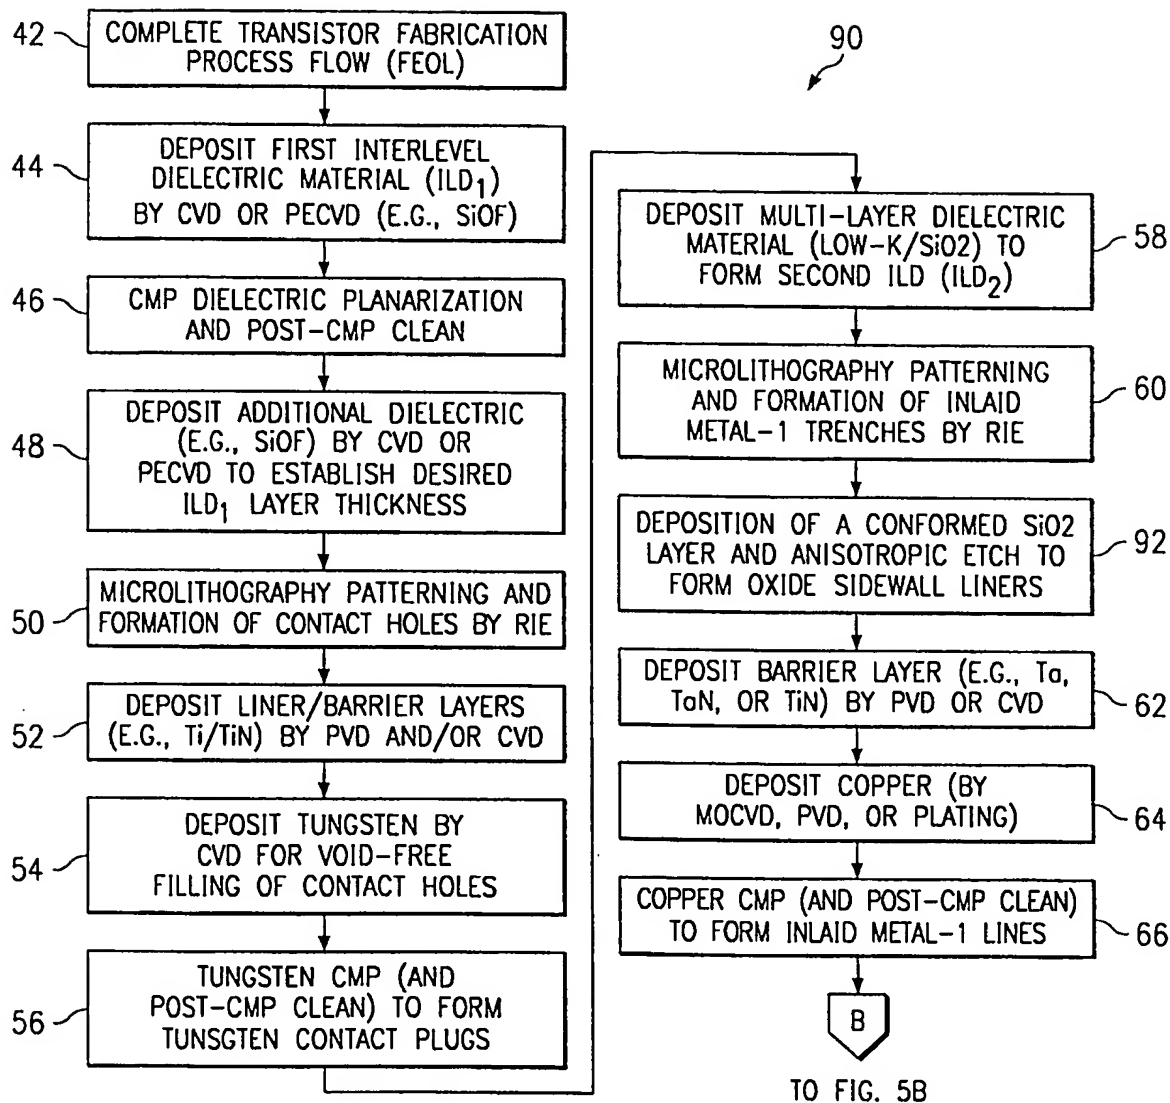 42
COMPLETE TRANSISTOR FABRICATION
PROCESS FLOW (FEOL)
44
DEPOSIT FIRST INTERLEVEL
DIELECTRIC MATERIAL (ILD1)
BY CVD OR PECVD (E.G., SiOF)
46
CMP DIELECTRIC PLANARIZATION
AND POST-CMP CLEAN
48
DEPOSIT ADDITIONAL DIELECTRIC
(E.G., SiOF) BY CVD OR
PECVD TO ESTABLISH DESIRED
ILD1 LAYER THICKNESS
50
MICROLITHOGRAPHY PATTERNING AND
FORMATION OF CONTACT HOLES BY RIE
52
DEPOSIT LINER/BARRIER LAYERS
(E.G., Ti/TiN) BY PVD AND/OR CVD
54
DEPOSIT TUNGSTEN BY
CVD FOR VOID-FREE
FILLING OF CONTACT HOLES
56
TUNGSTEN CMP (AND
POST-CMP CLEAN) TO FORM
TUNSGTEN CONTACT PLUGS
90
DEPOSIT MULTI-LAYER DIELECTRIC
MATERIAL (LOW-K/SiO2) TO
FORM SECOND ILD (ILD2)
58
MICROLITHOGRAPHY PATTERNING
AND FORMATION OF INLAID
METAL-1 TRENCHES BY RIE
60
DEPOSITION OF A CONFORMED SiO2
LAYER AND ANISOTROPIC ETCH TO
FORM OXIDE SIDEWALL LINERS
92
DEPOSIT BARRIER LAYER (E.G., Ta,
TaN, OR TiN) BY PVD OR CVD
62
DEPOSIT COPPER (BY
MOCVD, PVD, OR PLATING)
64
COPPER CMP (AND POST-CMP CLEAN)
TO FORM INLAID METAL-1 LINES
66
B
TO FIG. 5B